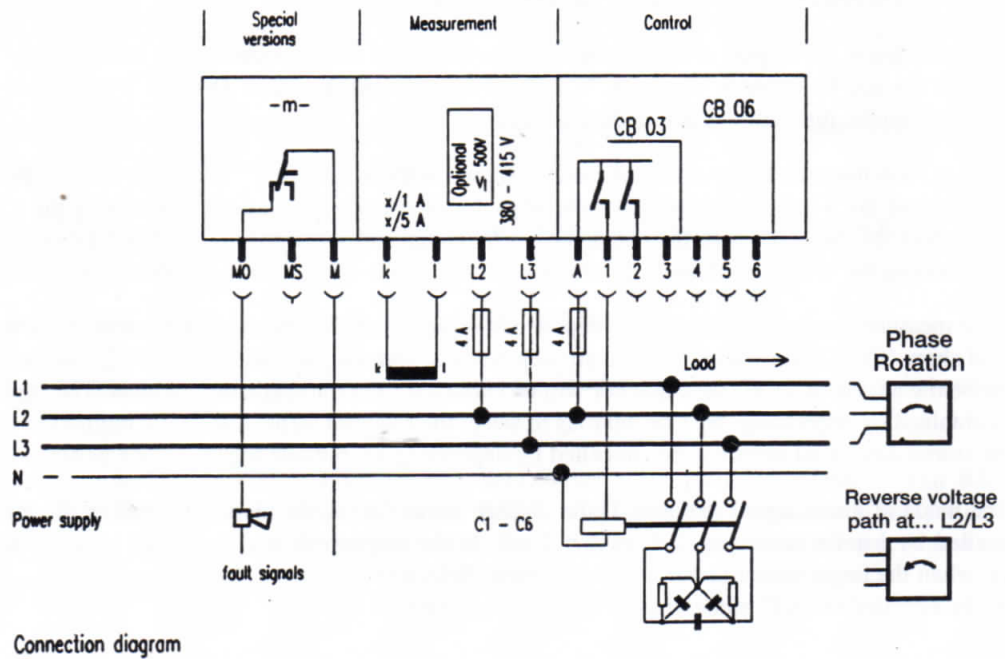 Special versions
Measurement
Control
-m-
Optional
V1 500V
380 - 415 V
x/1 A
x/5 A
CB 03
CB 06
MO MS M k l L2 L3 A 1 2 3 4 5 6
4 A 4 A 4 A
k l
Load
Phase
Rotation
L1
L2
L3
N
Power supply
C1 - C6
fault signals
Reverse voltage
path at... L2/L3
Connection diagram